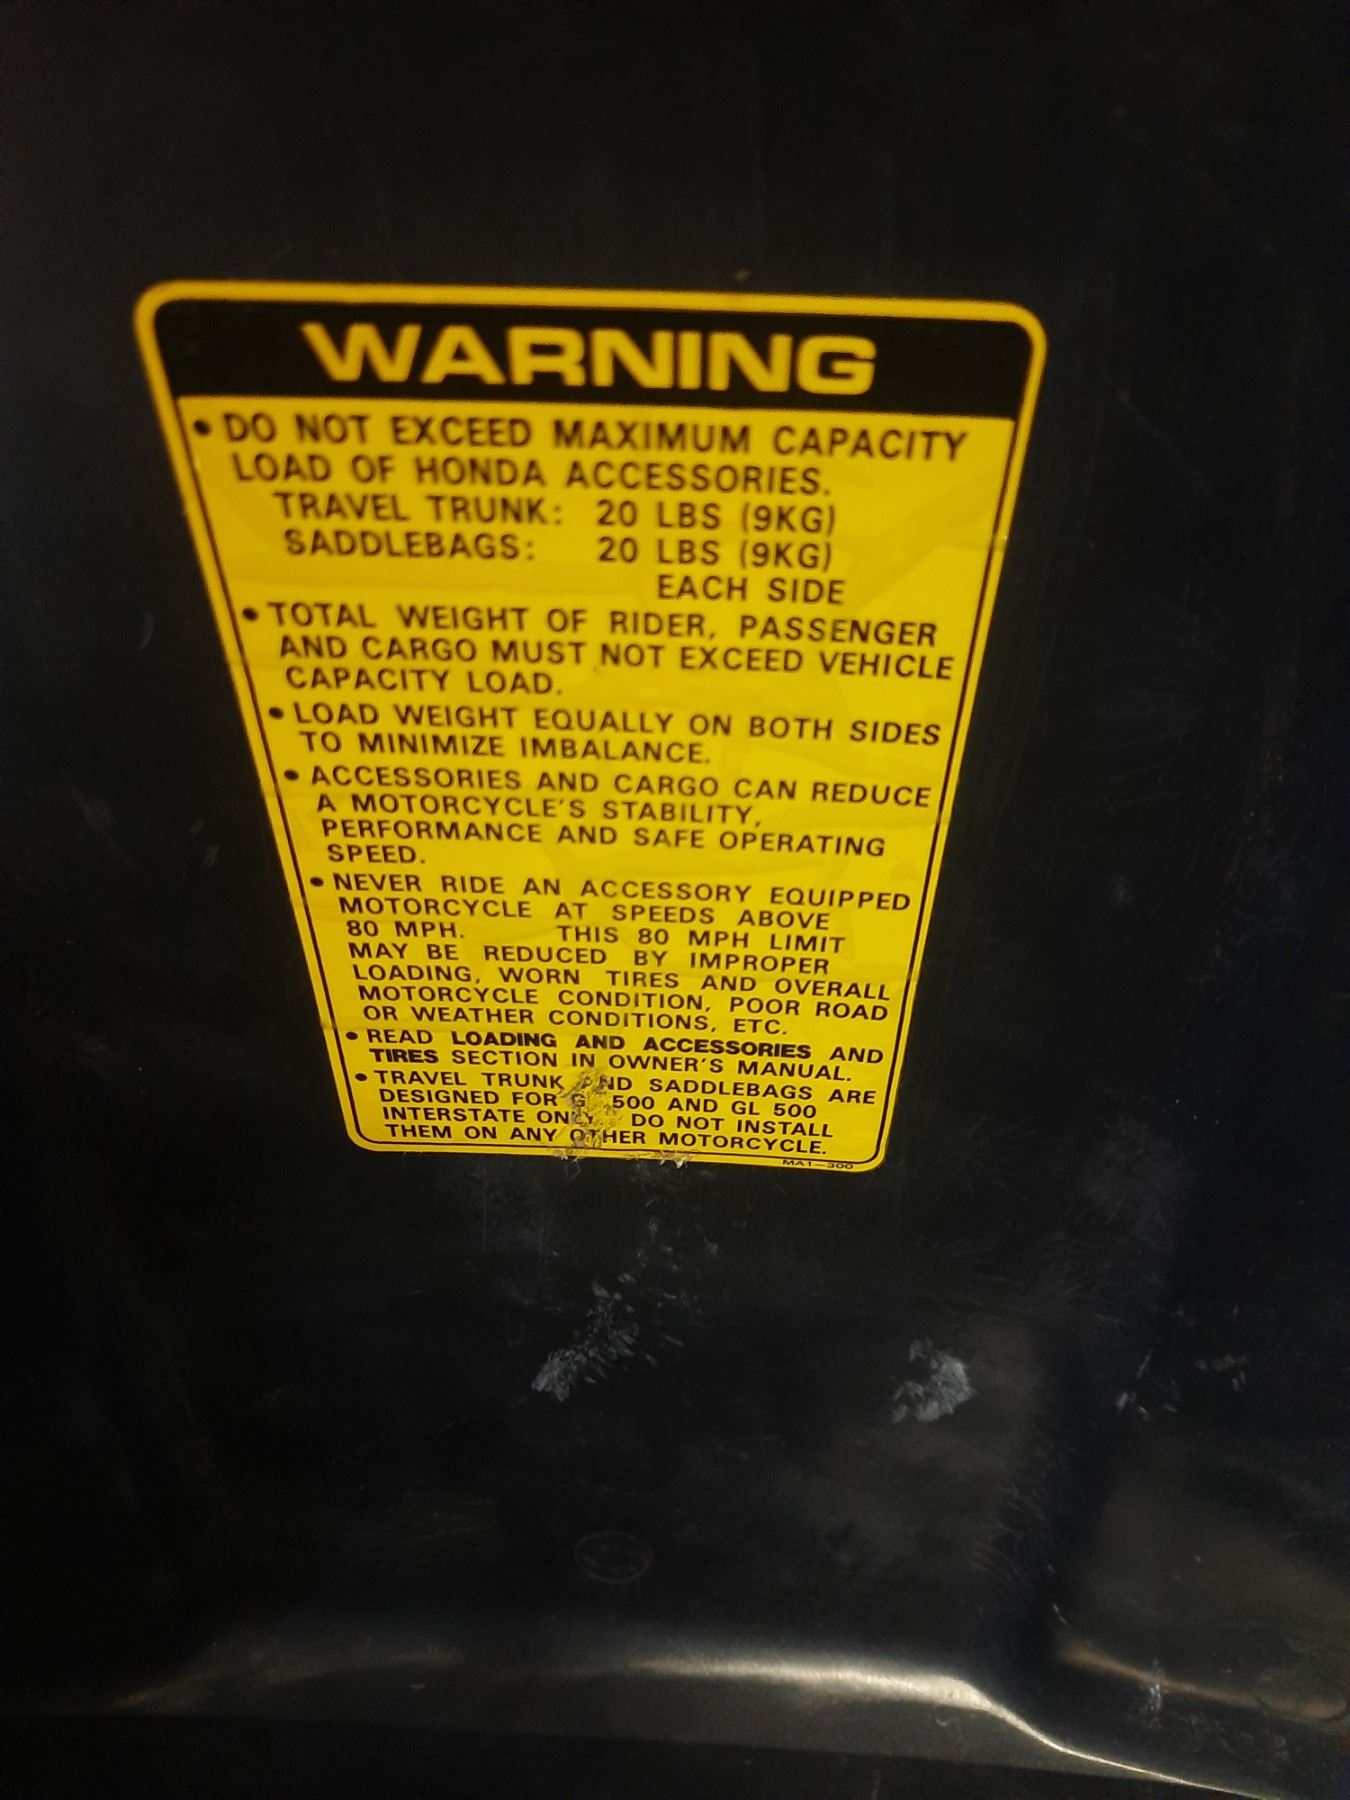 WARNING
• DO NOT EXCEED MAXIMUM CAPACITY
LOAD OF HONDA ACCESSORIES.
TRAVEL TRUNK: 20 LBS (9KG)
SADDLEBAGS: 20 LBS (9KG)
EACH SIDE
• TOTAL WEIGHT OF RIDER, PASSENGER
AND CARGO MUST NOT EXCEED VEHICLE
CAPACITY LOAD.
• LOAD WEIGHT EQUALLY ON BOTH SIDES
TO MINIMIZE IMBALANCE.
• ACCESSORIES AND CARGO CAN REDUCE
A MOTORCYCLE'S STABILITY,
PERFORMANCE AND SAFE OPERATING
SPEED.
• NEVER RIDE AN ACCESSORY EQUIPPED
MOTORCYCLE AT SPEEDS ABOVE
80 MPH. THIS 80 MPH LIMIT
MAY BE REDUCED BY IMPROPER
LOADING, WORN TIRES AND OVERALL
MOTORCYCLE CONDITION, POOR ROAD
OR WEATHER CONDITIONS, ETC.
• READ LOADING AND ACCESSORIES AND
TIRES SECTION IN OWNER'S MANUAL.
• TRAVEL TRUNK AND SADDLEBAGS ARE
DESIGNED FOR G 500 AND GL 500
INTERSTATE ONLY. DO NOT INSTALL
THEM ON ANY OTHER MOTORCYCLE.
MA1-300